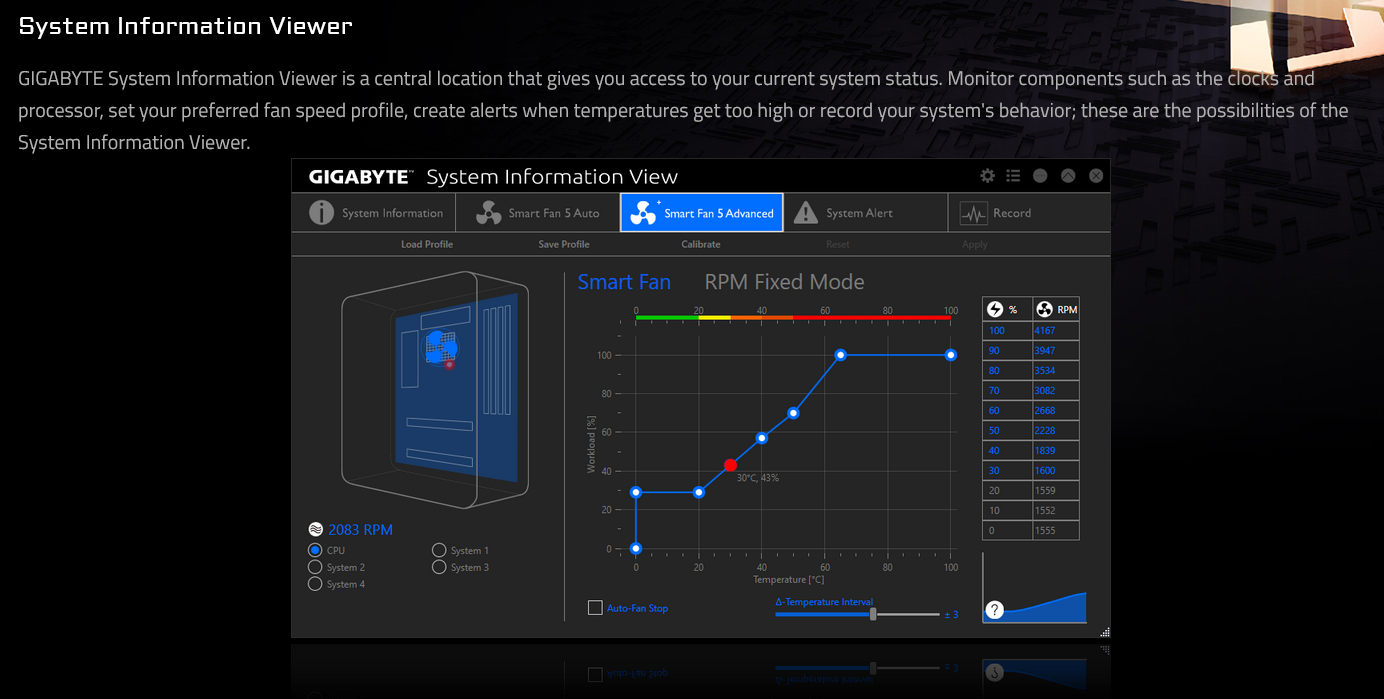 System Information Viewer
GIGABYTE System Information Viewer is a central location that gives you access to your current system status. Monitor components such as the clocks and
processor, set your preferred fan speed profile, create alerts when temperatures get too high or record your system's behavior; these are the possibilities of the
System Information Viewer.
GIGABYTE™ System Information View
System Information Smart Fan 5 Auto Smart Fan 5 Advanced System Alert Record
Load Profile Save Profile Calibrate Reset Apply
Smart Fan RPM Fixed Mode
0 20 40 60 80 100
% RPM
100 4167
90 3947
80 3534
70 3082
60 2668
50 2228
40 1839
30 1600
20 1559
10 1552
0 1555
Workload [%]
100
80
60
40
20
0
30°C, 43%
0 20 40 60 80 100
Temperature [°C]
2083 RPM
CPU System 1
System 2 System 3
System 4
Auto-Fan Stop
Δ-Temperature Interval
± 3
?